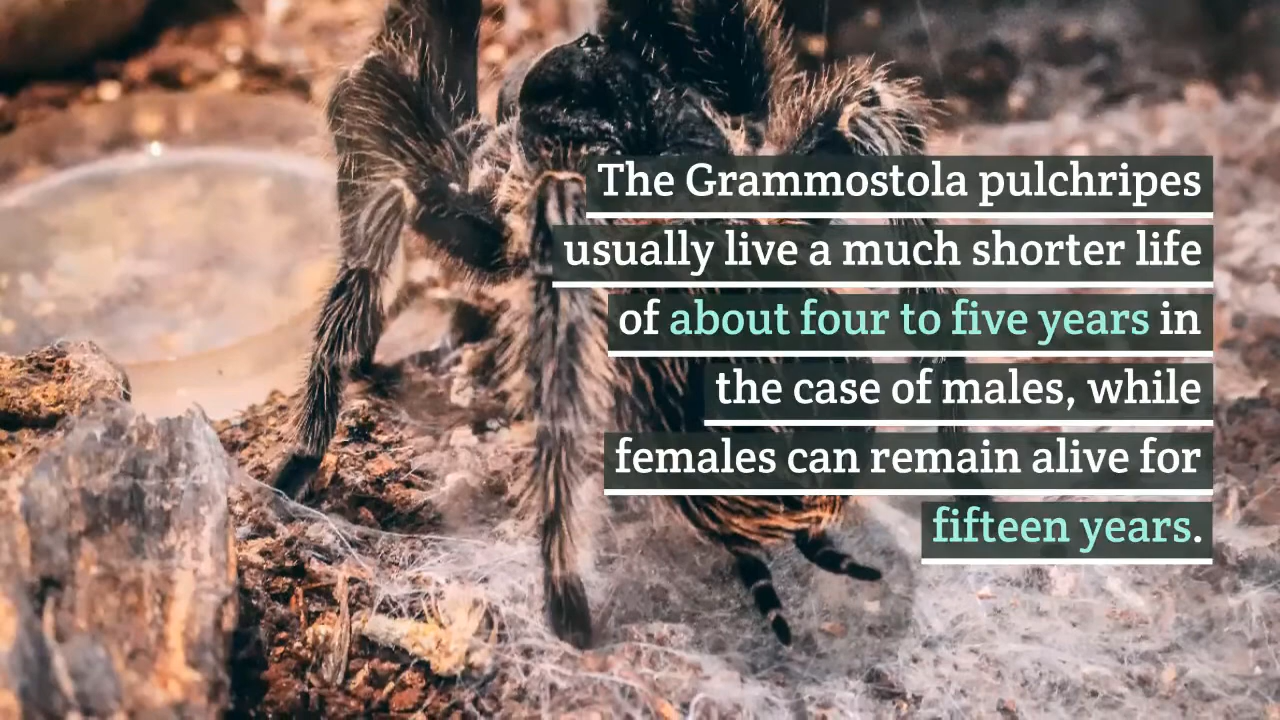 The Grammostola pulchripes
usually live a much shorter life
of about four to five years in
the case of males, while
females can remain alive for
fifteen years.